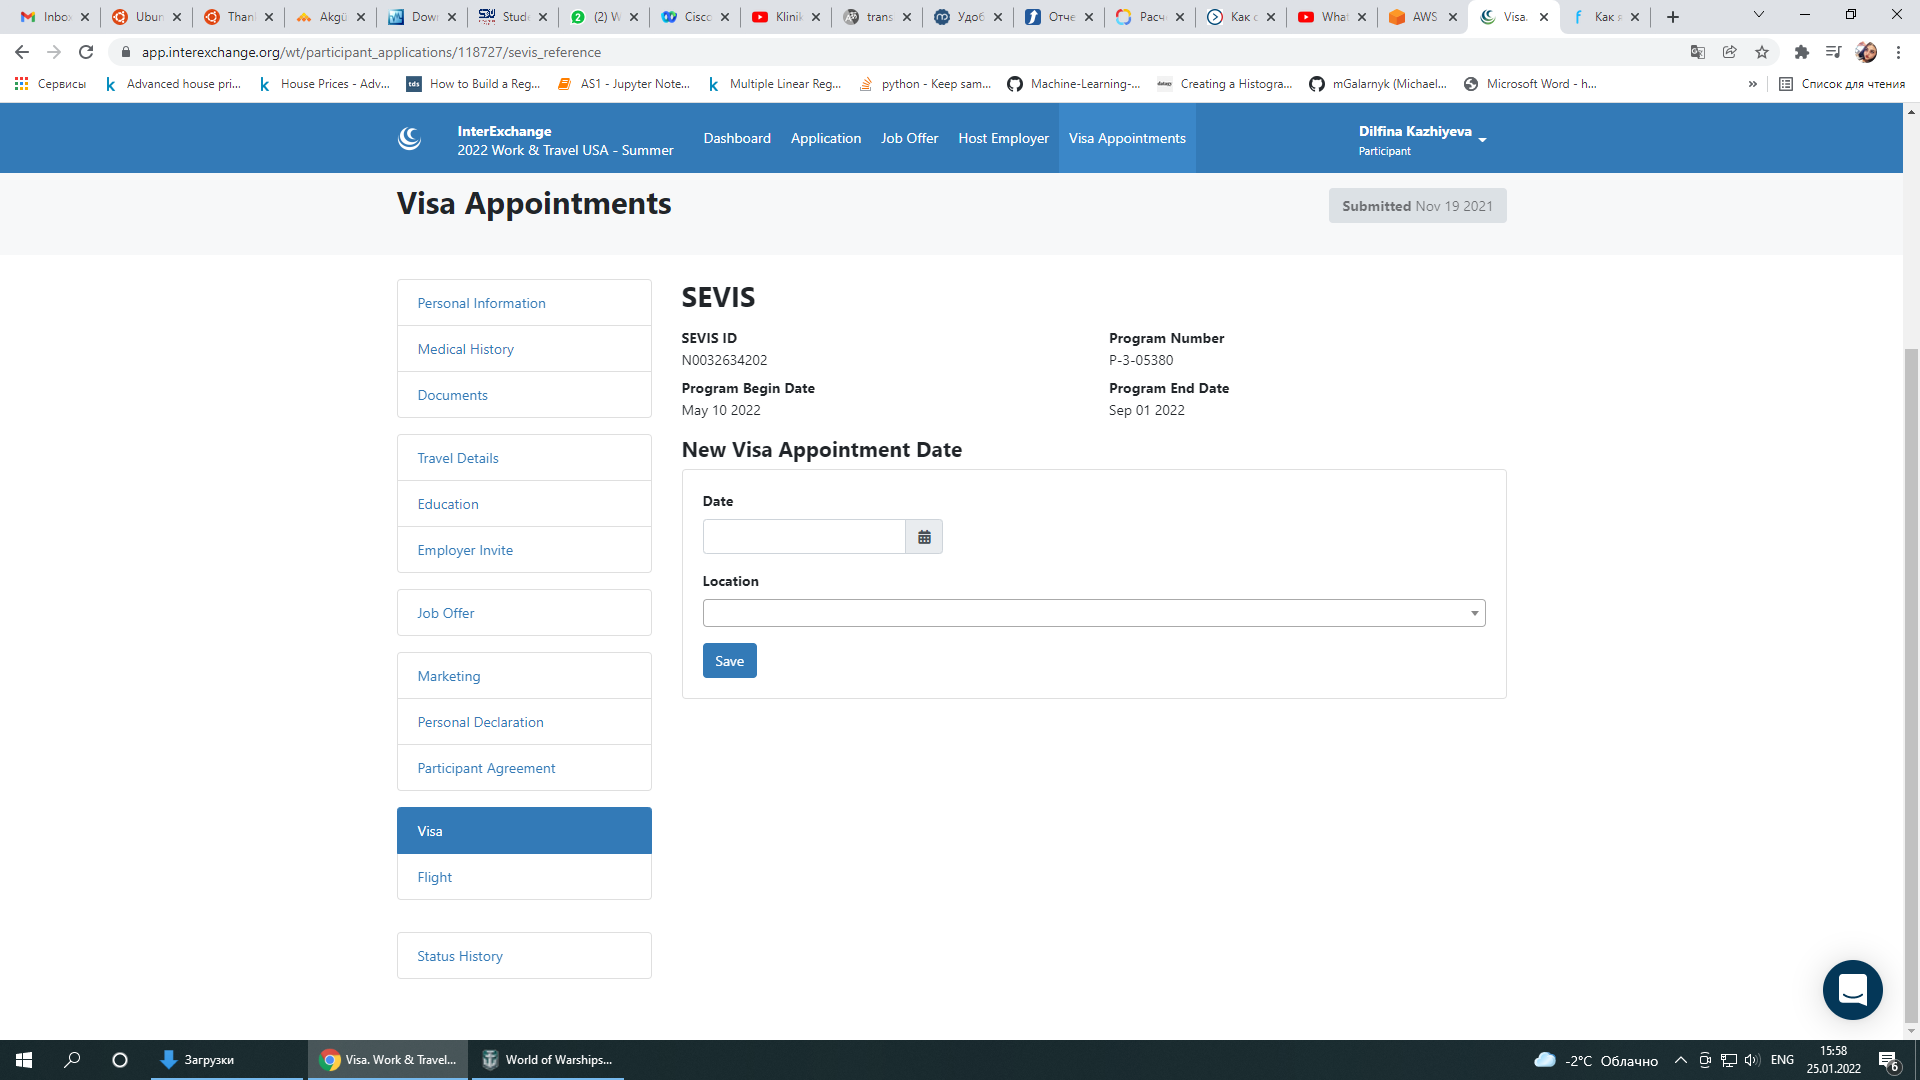 Inbo
Ubun
Than
Akgü
Dow
Stud
(2) W
Cisco
Klinik
trans
Удоб
Отче
Расч
Как с
What
AWS
Visa.
Как я
app.interexchange.org/wt/participant_applications/118727/sevis_reference
Сервисы
Advanced house pri...
House Prices - Adv...
How to Build a Reg...
AS1 - Jupyter Note...
Multiple Linear Reg...
python - Keep sam...
Machine-Learning-...
Creating a Histogra...
mGalarnyk (Michael...
Microsoft Word - h...
»
Список для чтения
InterExchange
2022 Work & Travel USA - Summer
Dashboard
Application
Job Offer
Host Employer
Visa Appointments
Dilfina Kazhiyeva
Participant
Visa Appointments
Submitted Nov 19 2021
Personal Information
Medical History
Documents
Travel Details
Education
Employer Invite
Job Offer
Marketing
Personal Declaration
Participant Agreement
Visa
Flight
Status History
SEVIS
SEVIS ID
N0032634202
Program Number
P-3-05380
Program Begin Date
May 10 2022
Program End Date
Sep 01 2022
New Visa Appointment Date
Date
Location
Save
Загрузки
Visa. Work & Travel...
World of Warships...
-2°C Облачно
ENG
15:58
25.01.2022
6